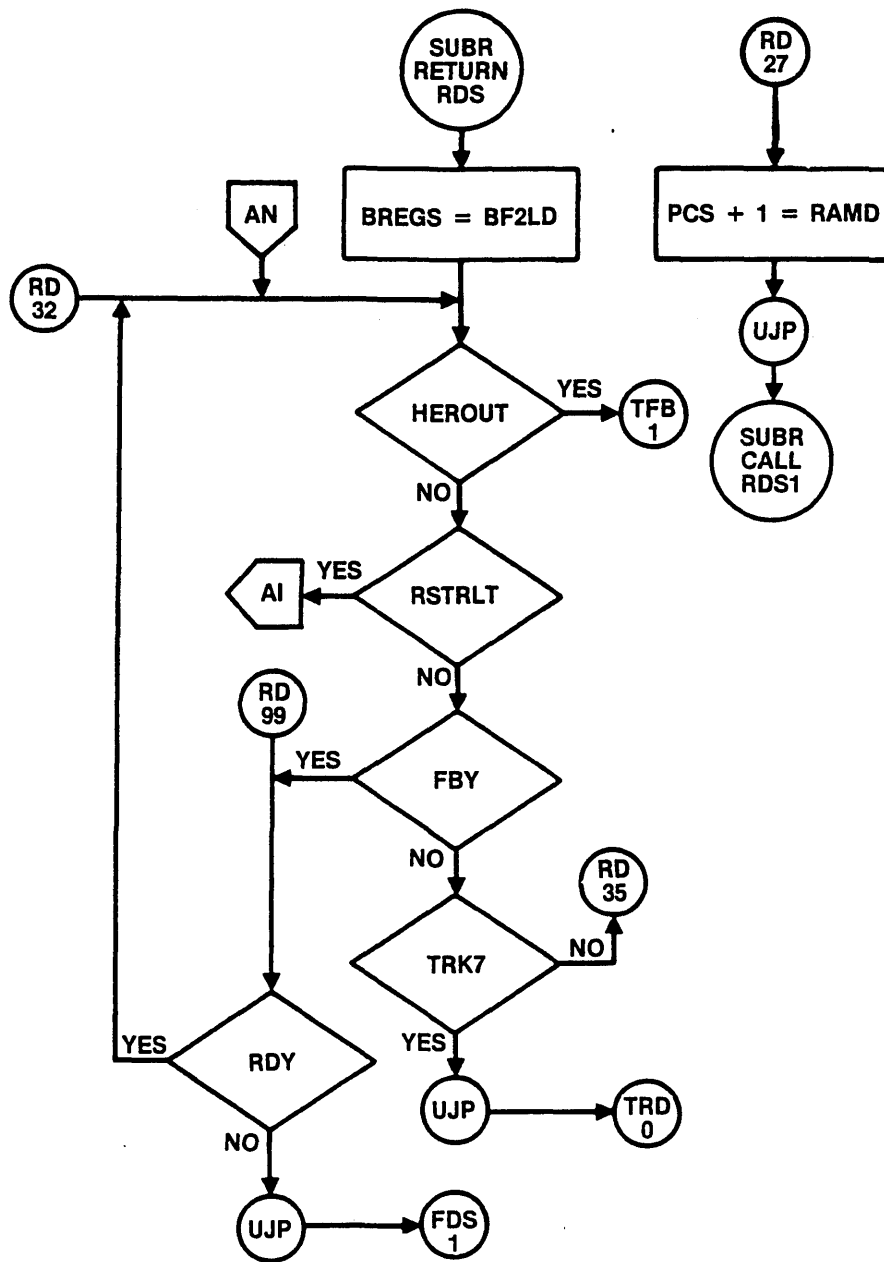 SUBR
RETURN
RDS
RD
27
BREGS = BF2LD
PCS + 1 = RAMD
AN
RD
32
UJP
HEROUT
YES
TFB
1
SUBR
CALL
RDS1
NO
RSTRLT
YES
AI
NO
RD
99
FBY
YES
NO
RD
35
TRK7
NO
YES
RDY
YES
UJP
TRD
0
NO
UJP
FDS
1